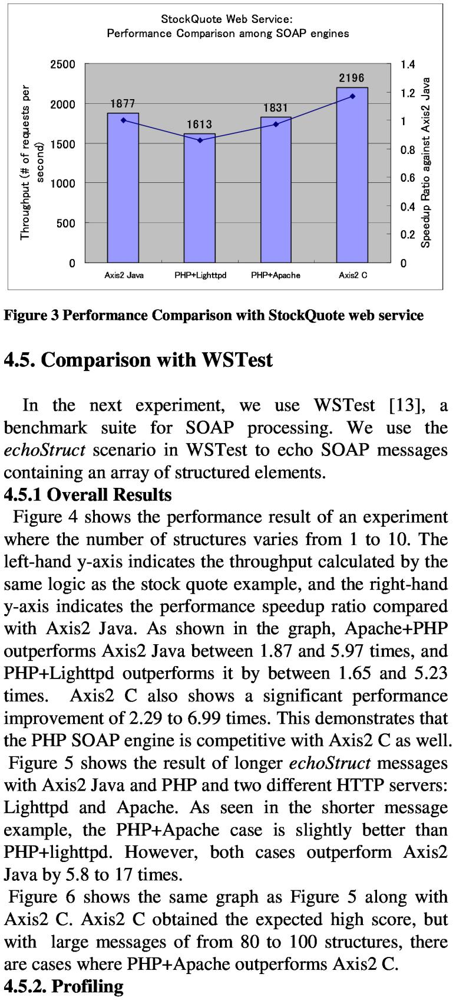 StockQuote Web Service:
Performance Comparison among SOAP engines
Throughput (# of requests per
second)
2500
2000
1500
1000
500
0
1877
1613
1831
2196
1.4
1.2
1
0.8
0.6
0.4
0.2
0
Speedup Ratio against Axis2 Java
Axis2 Java
PHP+Lighttpd
PHP+Apache
Axis2 C
Figure 3 Performance Comparison with StockQuote web service
4.5. Comparison with WSTest
In the next experiment, we use WSTest [13], a
benchmark suite for SOAP processing. We use the
echoStruct scenario in WSTest to echo SOAP messages
containing an array of structured elements.
4.5.1 Overall Results
Figure 4 shows the performance result of an experiment
where the number of structures varies from 1 to 10. The
left-hand y-axis indicates the throughput calculated by the
same logic as the stock quote example, and the right-hand
y-axis indicates the performance speedup ratio compared
with Axis2 Java. As shown in the graph, Apache+PHP
outperforms Axis2 Java between 1.87 and 5.97 times, and
PHP+Lighttpd outperforms it by between 1.65 and 5.23
times. Axis2 C also shows a significant performance
improvement of 2.29 to 6.99 times. This demonstrates that
the PHP SOAP engine is competitive with Axis2 C as well.
Figure 5 shows the result of longer echoStruct messages
with Axis2 Java and PHP and two different HTTP servers:
Lighttpd and Apache. As seen in the shorter message
example, the PHP+Apache case is slightly better than
PHP+lighttpd. However, both cases outperform Axis2
Java by 5.8 to 17 times.
Figure 6 shows the same graph as Figure 5 along with
Axis2 C. Axis2 C obtained the expected high score, but
with large messages of from 80 to 100 structures, there
are cases where PHP+Apache outperforms Axis2 C.
4.5.2. Profiling